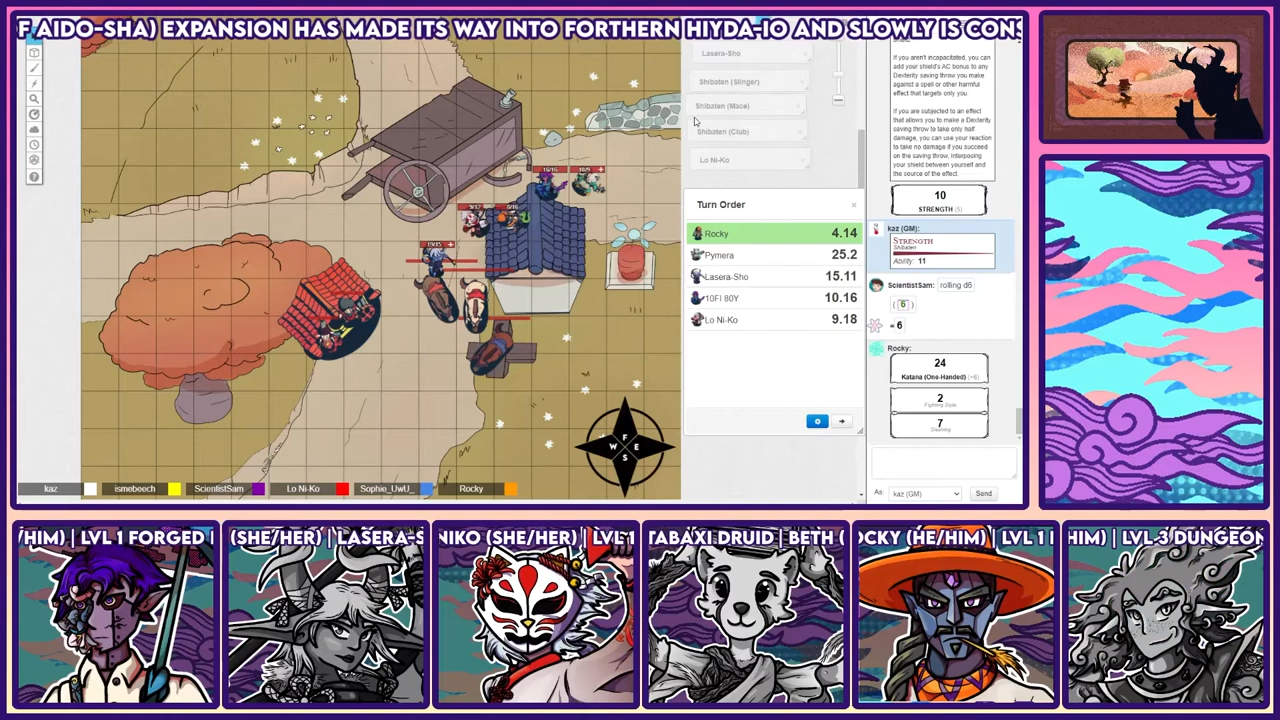 F AIDO-SHA) EXPANSION HAS MADE ITS WAY INTO FORTHERN HIYDA-IO AND SLOWLY IS CONS
Lasera-Sho
Shibaten (Slinger)
Shibaten (Mace)
Shibaten (Club)
Lo Ni-Ko
Turn Order
Rocky 4.14
Pymera 25.2
Lasera-Sho 15.11
10FI 80Y 10.16
Lo Ni-Ko 9.18
If you aren't incapacitated, you can
add your shield's AC bonus to any
Dexterity saving throw you make
against a spell or other harmful
effect that targets only you.
If you are subjected to an effect
that allows you to make a Dexterity
saving throw to take only half
damage, you can use your reaction
to take no damage if you succeed
on the saving throw, interposing
your shield between yourself and
the source of the effect.
10
STRENGTH (5)
kaz (GM):
STRENGTH
Shibaten
Ability: 11
ScientistSam: rolling d6
( 6 )
= 6
Rocky:
24
Katana (One-Handed) (+6)
2
Fighting Style
7
Slashing
As: kaz (GM) Send
F
W E
S
kaz
ismebeech
ScientistSam
Lo Ni-Ko
Sophie_UwU_
Rocky
/HIM) | LVL 1 FORGED
(SHE/HER) | LASERA-S
NIKO (SHE/HER) | LVL 1
TABAXI DRUID | BETH (
OCKY (HE/HIM) | LVL 1
HIM) | LVL 3 DUNGEON